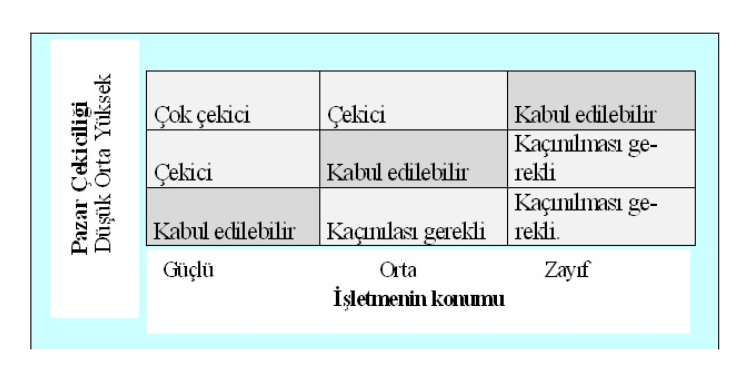 Pazar Çekiciliği
Düşük Orta Yüksek
Çok çekici
Çekici
Kabul edilebilir
Çekici
Kabul edilebilir
Kaçınılması ge-
rekli
Kabul edilebilir
Kaçınılası gerekli
Kaçınılması ge-
rekli.
Güçlü
Orta
Zayıf
İşletmenin konumu